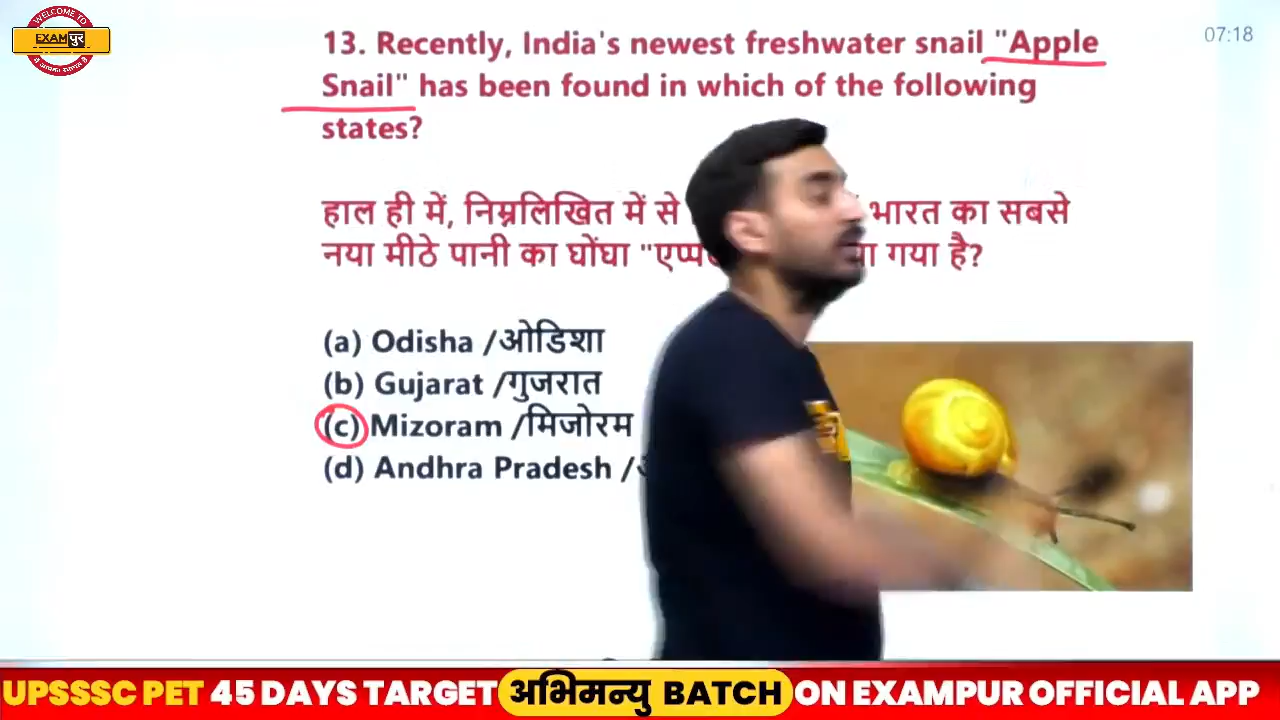 WELCOME TO
EXAMपुर
07:18
13. Recently, India's newest freshwater snail "Apple
Snail" has been found in which of the following
states?
हाल ही में, निम्नलिखित में से भारत का सबसे
नया मीठे पानी का घोंघा गया है?
(a) Odisha /ओडिशा
(b) Gujarat /गुजरात
(c) Mizoram /मिजोरम
(d) Andhra Pradesh /
UPSSSC PET 45 DAYS TARGET अभिमन्यु BATCH ON EXAMPUR OFFICIAL APP